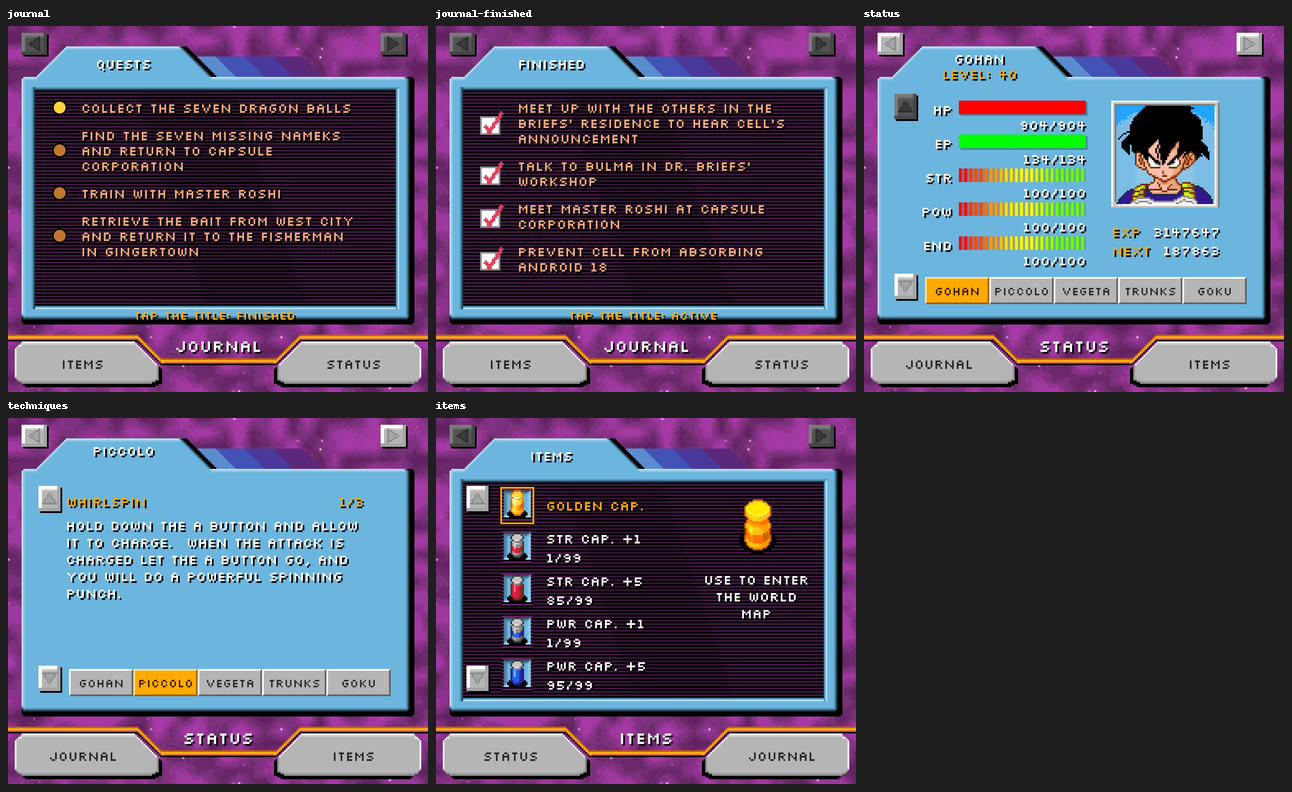 journal
QUESTS
COLLECT THE SEVEN DRAGON BALLS
FIND THE SEVEN MISSING NAMEKS
AND RETURN TO CAPSULE
CORPORATION
TRAIN WITH MASTER ROSHI
RETRIEVE THE BAIT FROM WEST CITY
AND RETURN IT TO THE FISHERMAN
IN GINGERTOWN
TAP THE TITLE: FINISHED
JOURNAL
ITEMS
STATUS
journal-finished
FINISHED
MEET UP WITH THE OTHERS IN THE
BRIEFS' RESIDENCE TO HEAR CELL'S
ANNOUNCEMENT
TALK TO BULMA IN DR. BRIEFS'
WORKSHOP
MEET MASTER ROSHI AT CAPSULE
CORPORATION
PREVENT CELL FROM ABSORBING
ANDROID 18
TAP THE TITLE: ACTIVE
JOURNAL
ITEMS
STATUS
status
GOHAN
LEVEL: 40
HP
904/904
EP
134/134
STR
100/100
POW
100/100
END
100/100
EXP 3147647
NEXT 187863
GOHAN PICCOLO VEGETA TRUNKS GOKU
STATUS
JOURNAL
ITEMS
techniques
PICCOLO
WHIRLSPIN 1/3
HOLD DOWN THE A BUTTON AND ALLOW
IT TO CHARGE. WHEN THE ATTACK IS
CHARGED LET THE A BUTTON GO, AND
YOU WILL DO A POWERFUL SPINNING
PUNCH.
GOHAN PICCOLO VEGETA TRUNKS GOKU
STATUS
JOURNAL
ITEMS
items
ITEMS
GOLDEN CAP.
STR CAP. +1
1/99
STR CAP. +5
85/99
PWR CAP. +1
1/99
PWR CAP. +5
95/99
USE TO ENTER
THE WORLD
MAP
ITEMS
STATUS
JOURNAL